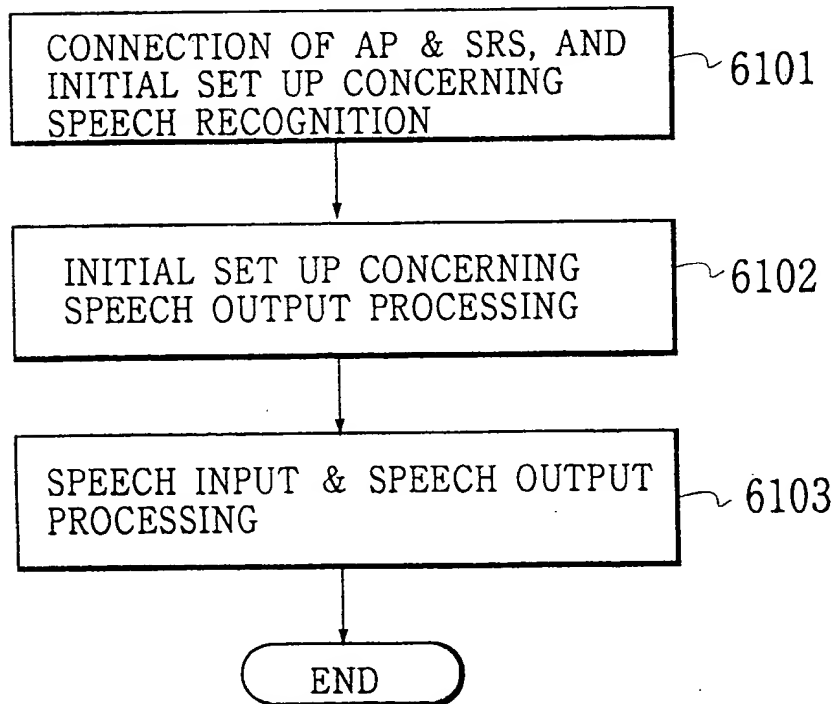 CONNECTION OF AP & SRS, AND
INITIAL SET UP CONCERNING
SPEECH RECOGNITION
6101
INITIAL SET UP CONCERNING
SPEECH OUTPUT PROCESSING
6102
SPEECH INPUT & SPEECH OUTPUT
PROCESSING
6103
END